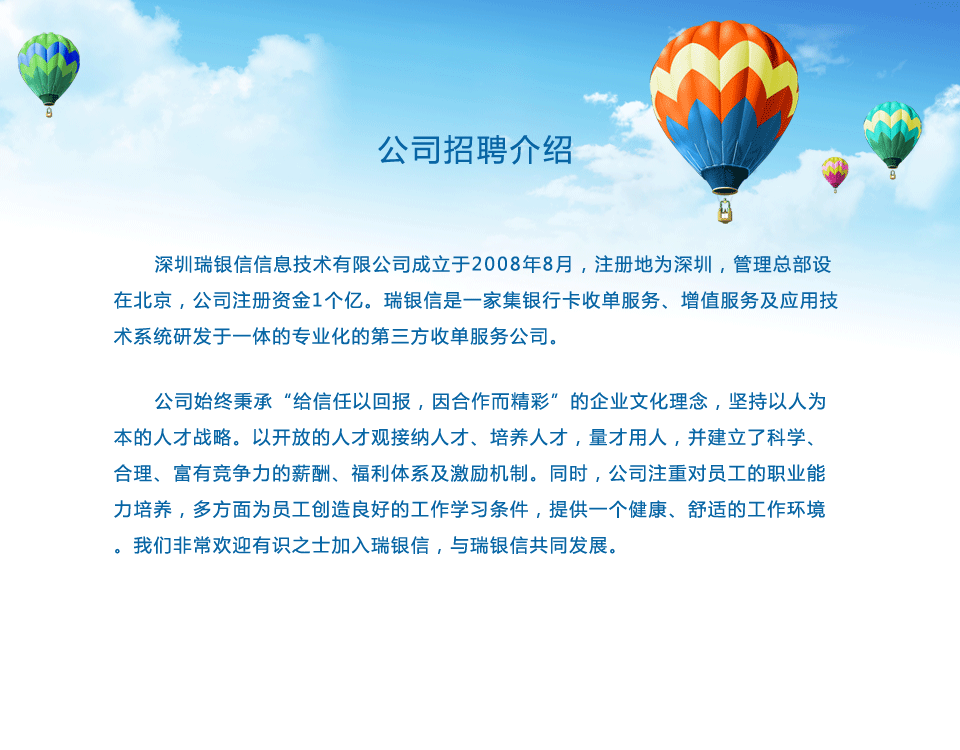 公司招聘介绍
深圳瑞银信信息技术有限公司成立于2008年8月，注册地为深圳，管理总部设
在北京，公司注册资金1个亿。瑞银信是一家集银行卡收单服务、增值服务及应用技
术系统研发于一体的专业化的第三方收单服务公司。
公司始终秉承“给信任以回报，因合作而精彩”的企业文化理念，坚持以人为
本的人才战略。以开放的人才观接纳人才、培养人才，量才用人，并建立了科学、
合理、富有竞争力的薪酬、福利体系及激励机制。同时，公司注重对员工的职业能
力培养，多方面为员工创造良好的工作学习条件，提供一个健康、舒适的工作环境
。我们非常欢迎有识之士加入瑞银信，与瑞银信共同发展。